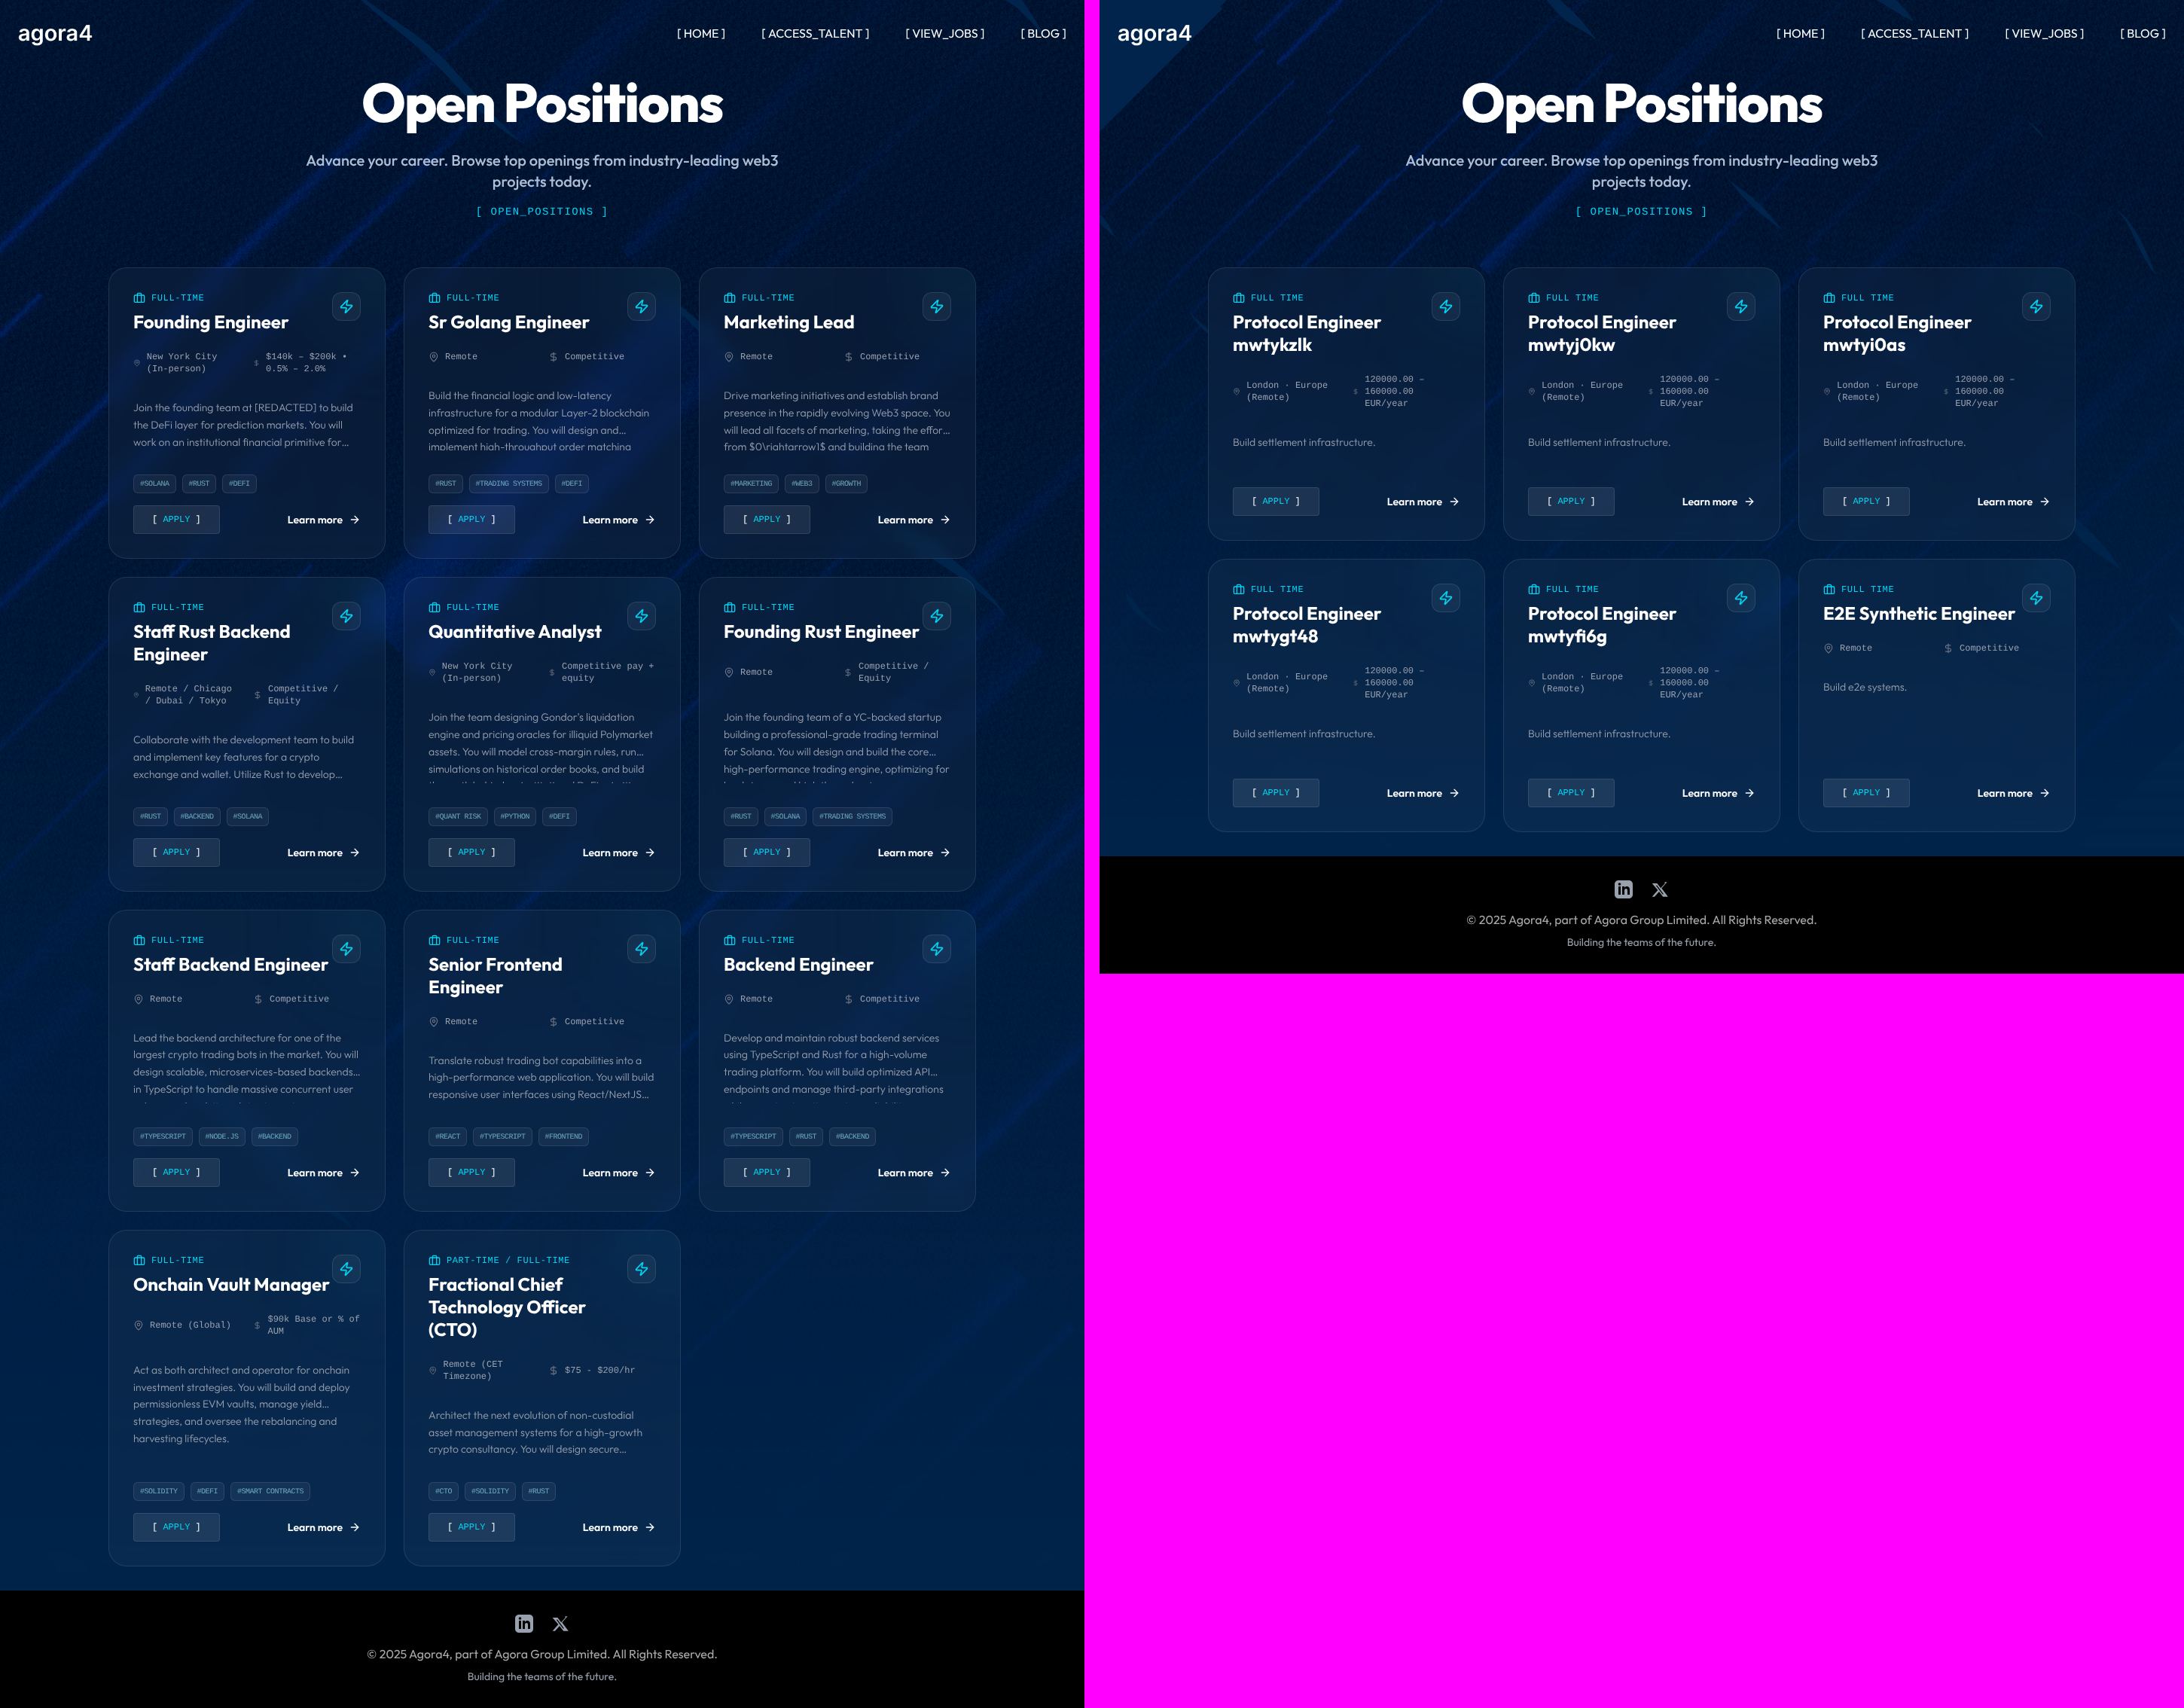 agora4
[ HOME ]
[ ACCESS_TALENT ]
[ VIEW_JOBS ]
[ BLOG ]
Open Positions
Advance your career. Browse top openings from industry-leading web3
projects today.
[ OPEN_POSITIONS ]
FULL-TIME
Founding Engineer
New York City
(In-person)
$140k – $200k •
0.5% – 2.0%
Join the founding team at [REDACTED] to build
the DeFi layer for prediction markets. You will
work on an institutional financial primitive for...
#SOLANA
#RUST
#DEFI
[ APPLY ]
Learn more
FULL-TIME
Sr Golang Engineer
Remote
Competitive
Build the financial logic and low-latency
infrastructure for a modular Layer-2 blockchain
optimized for trading. You will design and...
implement high-throughput order matching
#RUST
#TRADING SYSTEMS
#DEFI
[ APPLY ]
Learn more
FULL-TIME
Marketing Lead
Remote
Competitive
Drive marketing initiatives and establish brand
presence in the rapidly evolving Web3 space. You
will lead all facets of marketing, taking the effor...
from $0\rightarrow1$ and building the team
#MARKETING
#WEB3
#GROWTH
[ APPLY ]
Learn more
FULL-TIME
Staff Rust Backend
Engineer
Remote / Chicago
/ Dubai / Tokyo
Competitive /
Equity
Collaborate with the development team to build
and implement key features for a crypto
exchange and wallet. Utilize Rust to develop...
#RUST
#BACKEND
#SOLANA
[ APPLY ]
Learn more
FULL-TIME
Quantitative Analyst
New York City
(In-person)
Competitive pay +
equity
Join the team designing Gondor's liquidation
engine and pricing oracles for illiquid Polymarket
assets. You will model cross-margin rules, run...
simulations on historical order books, and build
#QUANT RISK
#PYTHON
#DEFI
[ APPLY ]
Learn more
FULL-TIME
Founding Rust Engineer
Remote
Competitive /
Equity
Join the founding team of a YC-backed startup
building a professional-grade trading terminal
for Solana. You will design and build the core...
high-performance trading engine, optimizing for
#RUST
#SOLANA
#TRADING SYSTEMS
[ APPLY ]
Learn more
FULL-TIME
Staff Backend Engineer
Remote
Competitive
Lead the backend architecture for one of the
largest crypto trading bots in the market. You will
design scalable, microservices-based backends...
in TypeScript to handle massive concurrent user
#TYPESCRIPT
#NODE.JS
#BACKEND
[ APPLY ]
Learn more
FULL-TIME
Senior Frontend
Engineer
Remote
Competitive
Translate robust trading bot capabilities into a
high-performance web application. You will build
responsive user interfaces using React/NextJS...
#REACT
#TYPESCRIPT
#FRONTEND
[ APPLY ]
Learn more
FULL-TIME
Backend Engineer
Remote
Competitive
Develop and maintain robust backend services
using TypeScript and Rust for a high-volume
trading platform. You will build optimized API...
endpoints and manage third-party integrations
#TYPESCRIPT
#RUST
#BACKEND
[ APPLY ]
Learn more
FULL-TIME
Onchain Vault Manager
Remote (Global)
$90k Base or % of
AUM
Act as both architect and operator for onchain
investment strategies. You will build and deploy
permissionless EVM vaults, manage yield...
strategies, and oversee the rebalancing and
harvesting lifecycles.
#SOLIDITY
#DEFI
#SMART CONTRACTS
[ APPLY ]
Learn more
PART-TIME / FULL-TIME
Fractional Chief
Technology Officer
(CTO)
Remote (CET
Timezone)
$75 - $200/hr
Architect the next evolution of non-custodial
asset management systems for a high-growth
crypto consultancy. You will design secure...
#CTO
#SOLIDITY
#RUST
[ APPLY ]
Learn more
© 2025 Agora4, part of Agora Group Limited. All Rights Reserved.
Building the teams of the future.
agora4
[ HOME ]
[ ACCESS_TALENT ]
[ VIEW_JOBS ]
[ BLOG ]
Open Positions
Advance your career. Browse top openings from industry-leading web3
projects today.
[ OPEN_POSITIONS ]
FULL TIME
Protocol Engineer
mwtykzlk
London · Europe
(Remote)
120000.00 –
160000.00
EUR/year
Build settlement infrastructure.
[ APPLY ]
Learn more
FULL TIME
Protocol Engineer
mwtyj0kw
London · Europe
(Remote)
120000.00 –
160000.00
EUR/year
Build settlement infrastructure.
[ APPLY ]
Learn more
FULL TIME
Protocol Engineer
mwtyi0as
London · Europe
(Remote)
120000.00 –
160000.00
EUR/year
Build settlement infrastructure.
[ APPLY ]
Learn more
FULL TIME
Protocol Engineer
mwtygt48
London · Europe
(Remote)
120000.00 –
160000.00
EUR/year
Build settlement infrastructure.
[ APPLY ]
Learn more
FULL TIME
Protocol Engineer
mwtyfi6g
London · Europe
(Remote)
120000.00 –
160000.00
EUR/year
Build settlement infrastructure.
[ APPLY ]
Learn more
FULL TIME
E2E Synthetic Engineer
Remote
Competitive
Build e2e systems.
[ APPLY ]
Learn more
© 2025 Agora4, part of Agora Group Limited. All Rights Reserved.
Building the teams of the future.